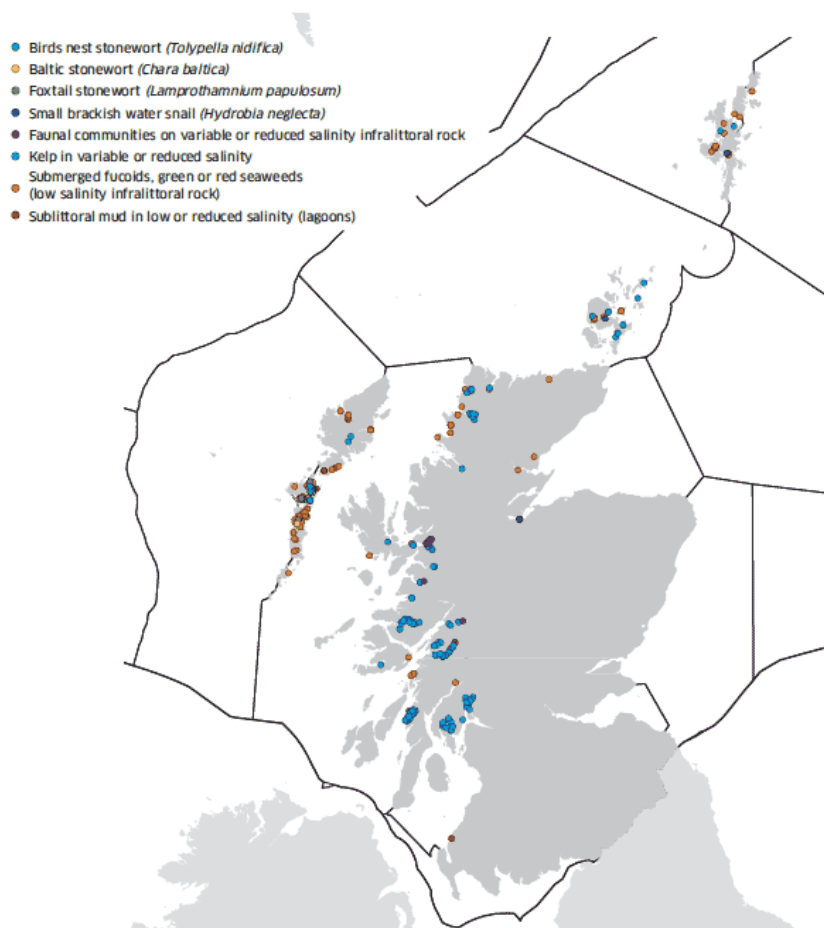 Birds nest stonewort (Tolypella nidifica)
Baltic stonewort (Chara baltica)
Foxtail stonewort (Lamprothamnium papulosum)
Small brackish water snail (Hydrobia neglecta)
Faunal communities on variable or reduced salinity infralittoral rock
Kelp in variable or reduced salinity
Submerged fucoids, green or red seaweeds
(low salinity infralittoral rock)
Sublittoral mud in low or reduced salinity (lagoons)